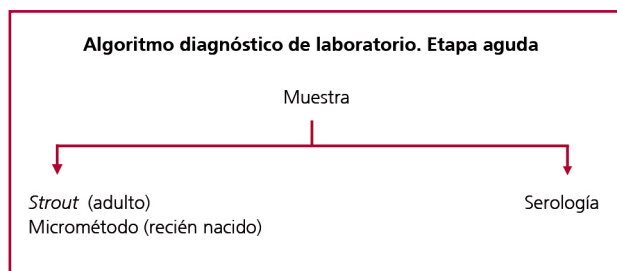 Algoritmo diagnóstico de laboratorio. Etapa aguda
Muestra
Strout (adulto)
Micrométodo (recién nacido)
Serología